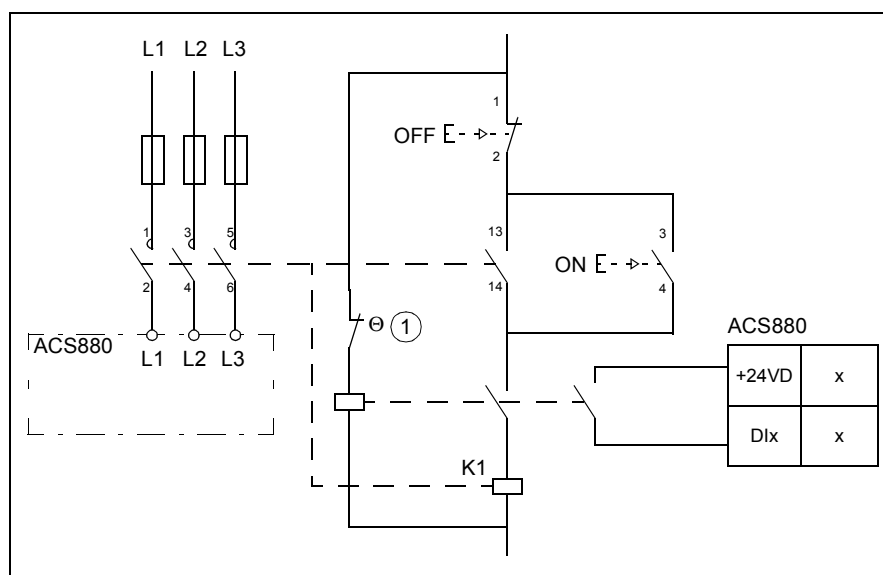 L1 L2 L3
1
OFF
2
1 3 5
13
3
ON
2 4 6
14
4
Θ 1
ACS880
ACS880
L1 L2 L3
+24VD x
DIx x
K1